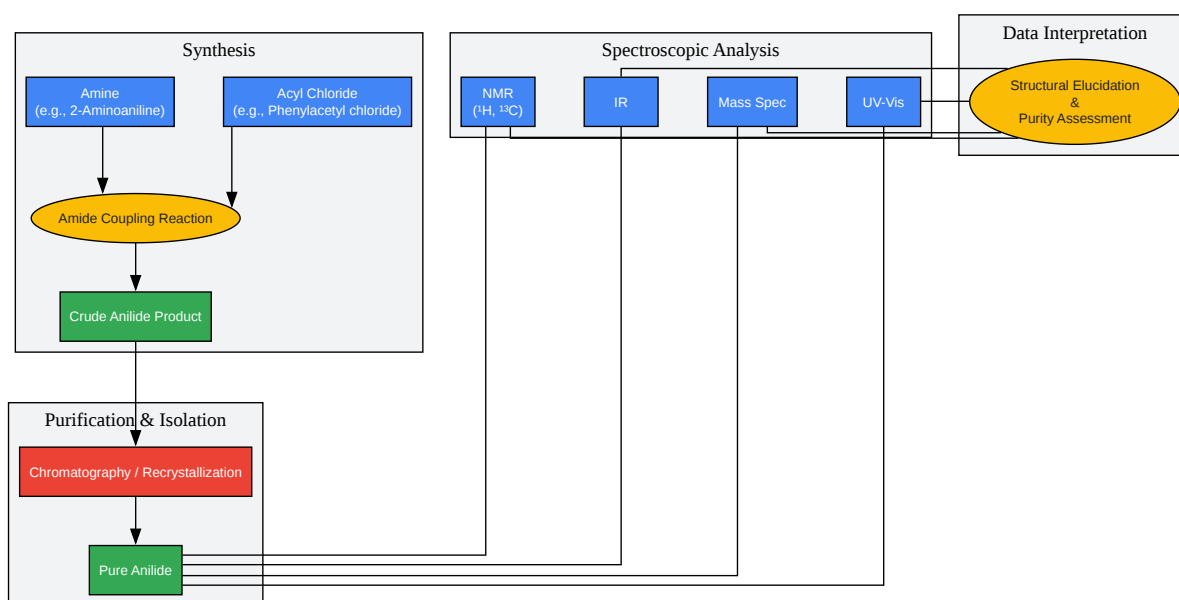 Synthesis
Amine
(e.g., 2-Aminoaniline)
Acyl Chloride
(e.g., Phenylacetyl chloride)
Amide Coupling Reaction
Crude Anilide Product
Purification & Isolation
Chromatography / Recrystallization
Pure Anilide
Spectroscopic Analysis
NMR
(¹H, ¹³C)
IR
Mass Spec
UV-Vis
Data Interpretation
Structural Elucidation
&
Purity Assessment